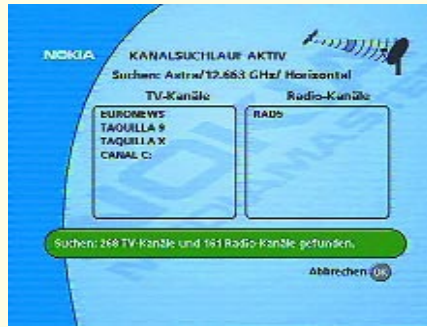 NOKIA
KANALSUCHLAUF AKTIV
Suchen: Astra/12.663 GHz/ Horizontal
TV-Kanäle
Radio-Kanäle
EURONEWS
TAQUILLA 9
TAQUILLA X
CANAL C:
RAD5
Suchen: 268 TV-Kanäle und 161 Radio-Kanäle gefunden.
Abbrechen OK